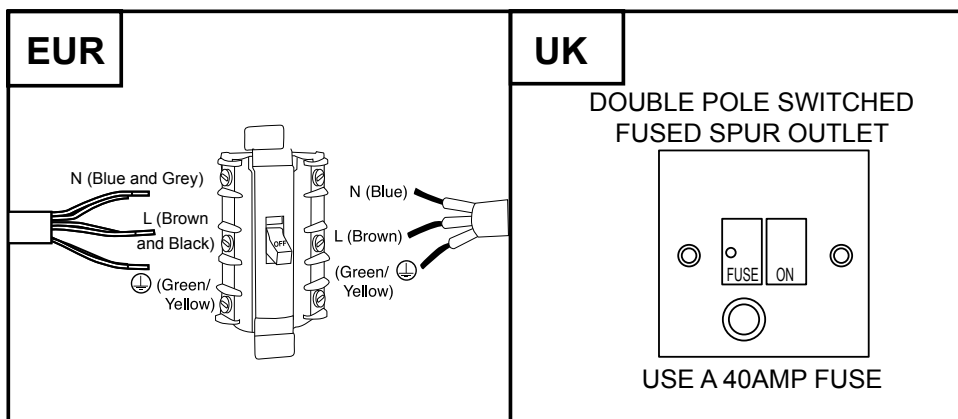 EUR
N (Blue and Grey)
L (Brown
and Black)
(Green/
Yellow)
OFF
N (Blue)
L (Brown)
(Green/
Yellow)
UK
DOUBLE POLE SWITCHED
FUSED SPUR OUTLET
FUSE
ON
USE A 40AMP FUSE